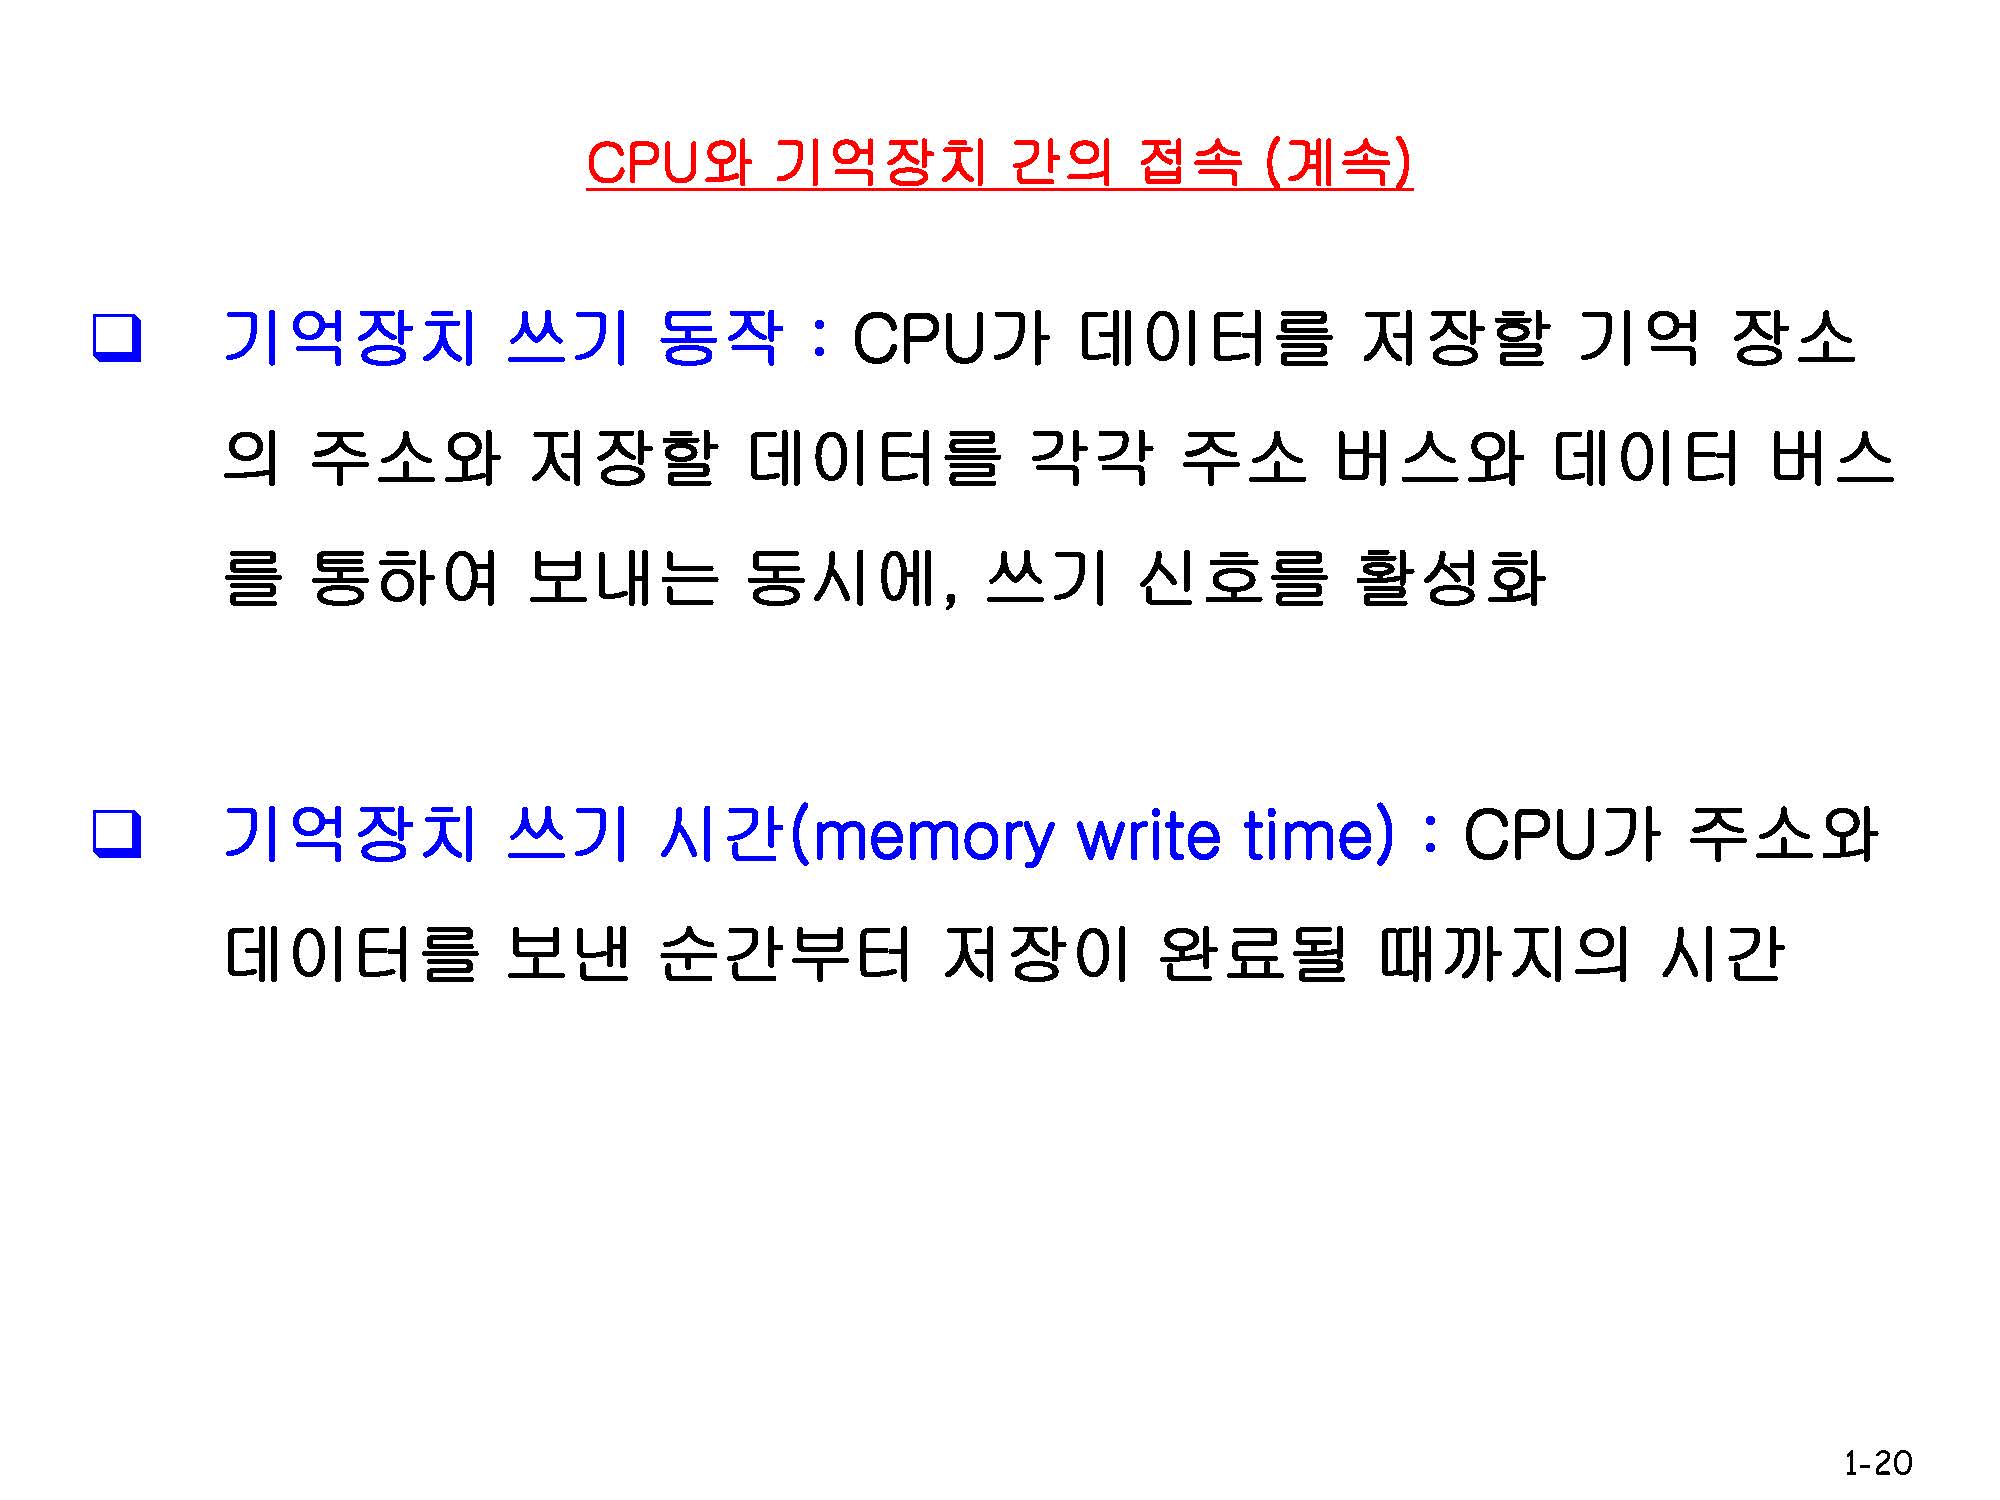 CPU와 기억장치 간의 접속 (계속)
❑ 기억장치 쓰기 동작 : CPU가 데이터를 저장할 기억 장소
의 주소와 저장할 데이터를 각각 주소 버스와 데이터 버스
를 통하여 보내는 동시에, 쓰기 신호를 활성화
❑ 기억장치 쓰기 시간(memory write time) : CPU가 주소와
데이터를 보낸 순간부터 저장이 완료될 때까지의 시간
1-20